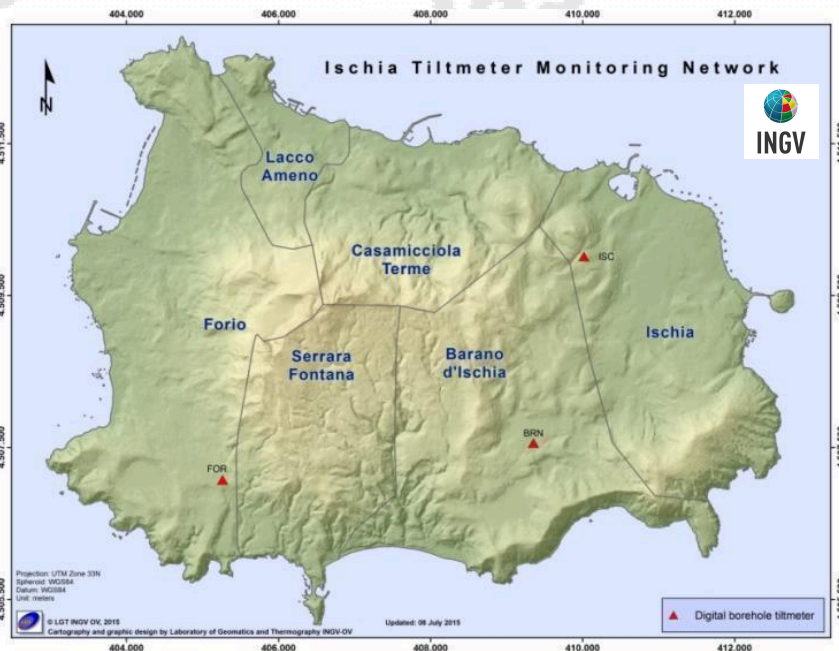 404.000 406.000 408.000 410.000 412.000
Ischia Tiltmeter Monitoring Network
N
INGV
Lacco
Ameno
Casamicciola
Terme
ISC
Forio
Ischia
Serrara
Fontana
Barano
d'Ischia
BRN
FOR
Projection: UTM Zone 33N
Spheroid: WGS84
Datum: WGS84
Unit: meters
© LGT INGV OV, 2015
Cartography and graphic design by Laboratory of Geomatics and Thermography INGV-OV
Updated: 08 July 2015
Digital borehole tiltmeter
404.000 406.000 408.000 410.000 412.000